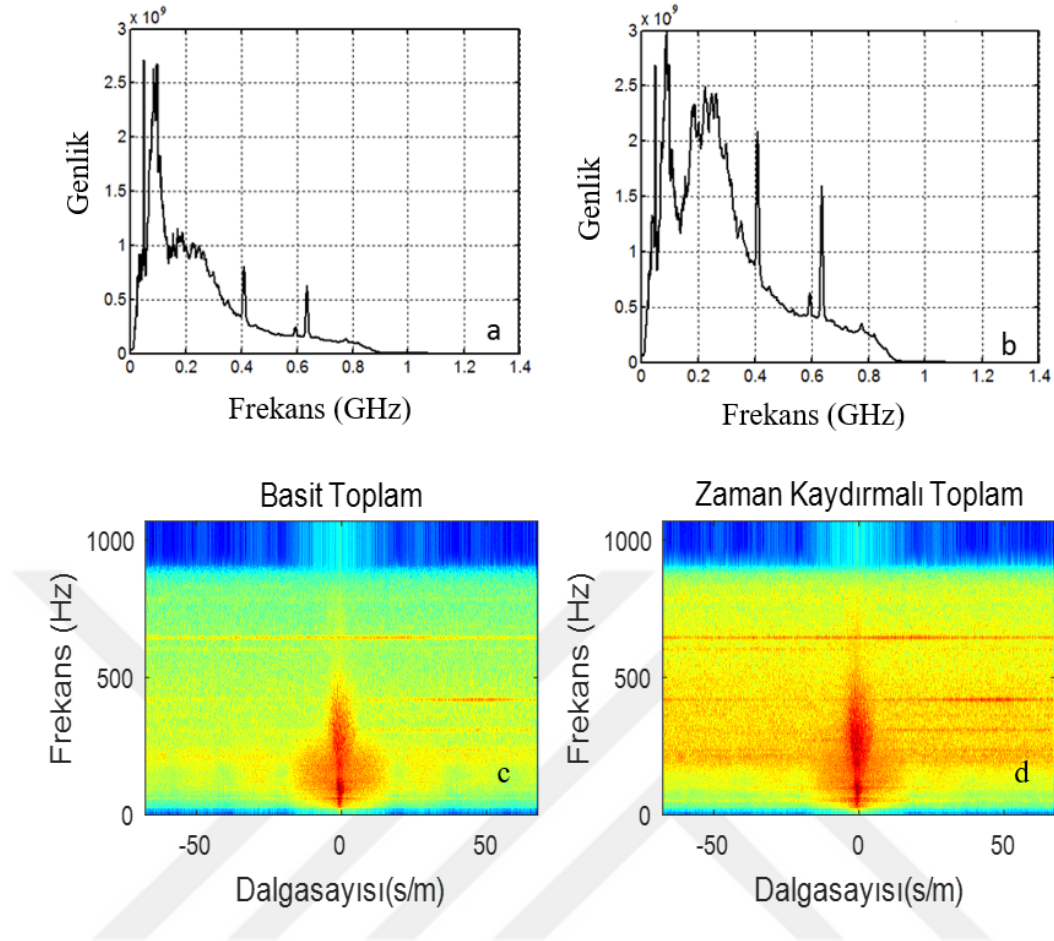 x 10⁹
3
2.5
2
1.5
1
0.5
0
Genlik
a
0 0.2 0.4 0.6 0.8 1 1.2 1.4
Frekans (GHz)
x 10⁹
3
2.5
2
1.5
1
0.5
0
Genlik
b
0 0.2 0.4 0.6 0.8 1 1.2 1.4
Frekans (GHz)
Basit Toplam
1000
500
0
Frekans (Hz)
c
-50 0 50
Dalgasayısı(s/m)
Zaman Kaydırmalı Toplam
1000
500
0
Frekans (Hz)
d
-50 0 50
Dalgasayısı(s/m)